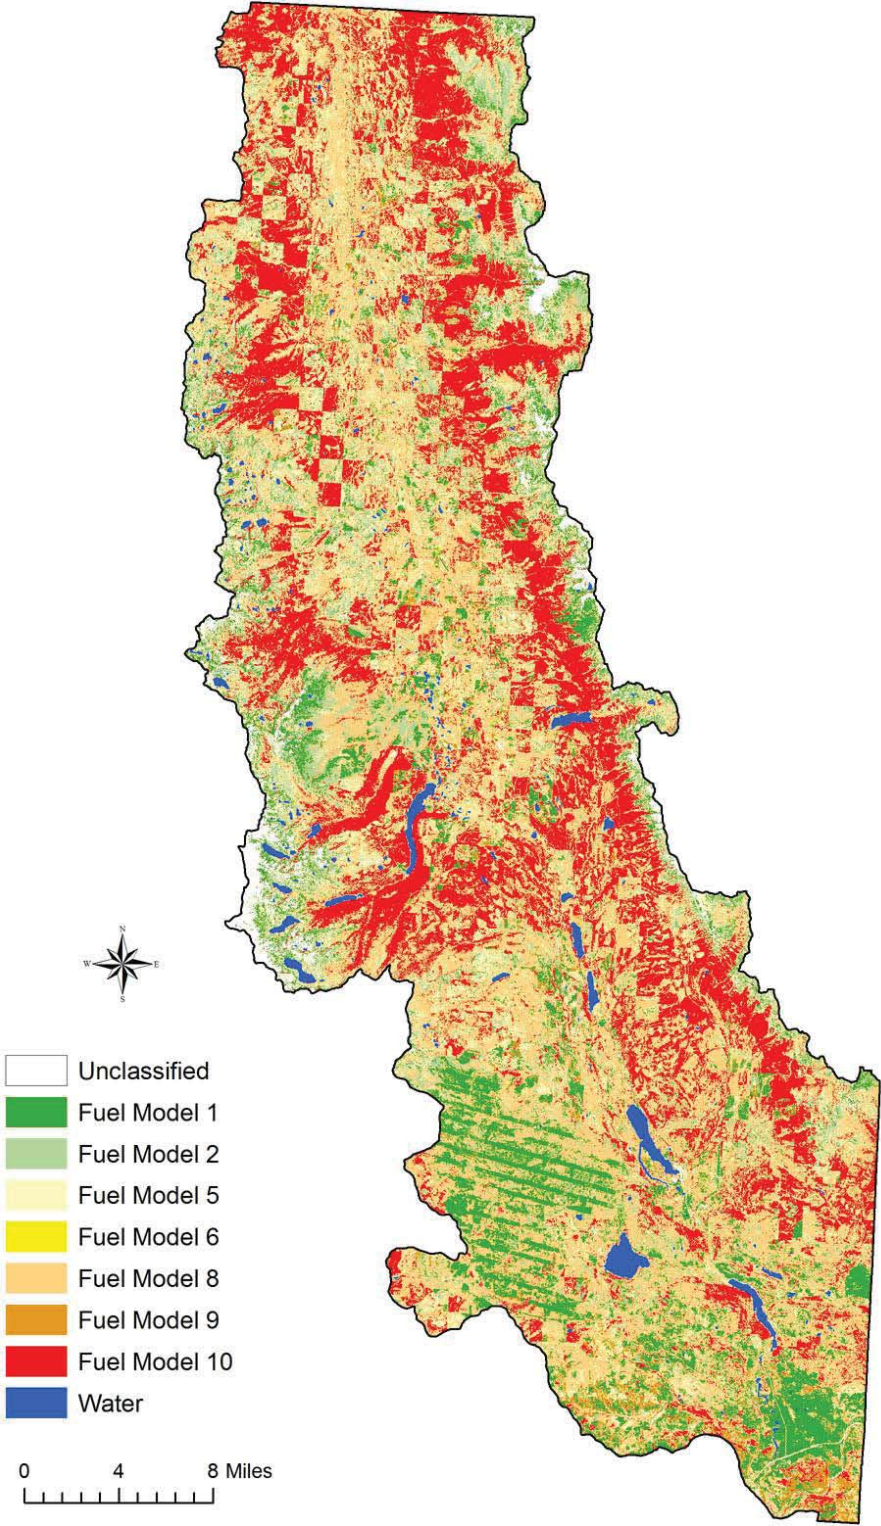 N
W E
S
Unclassified
Fuel Model 1
Fuel Model 2
Fuel Model 5
Fuel Model 6
Fuel Model 8
Fuel Model 9
Fuel Model 10
Water
0 4 8 Miles